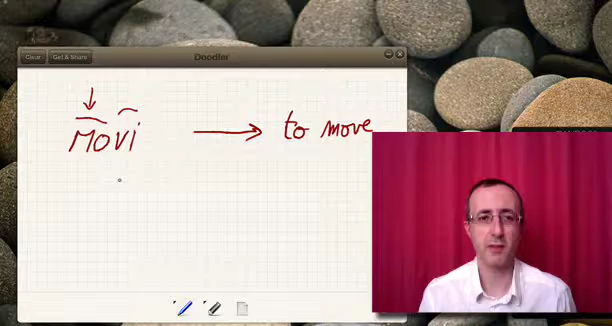 Doodler
Clear
Get & Share
Movi → to move